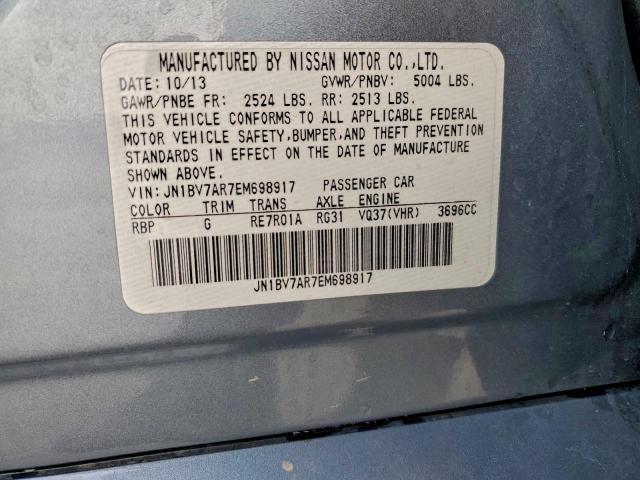 MANUFACTURED BY NISSAN MOTOR CO.,LTD.
DATE: 10/13 GVWR/PNBV: 5004 LBS.
GAWR/PNBE FR: 2524 LBS. RR: 2513 LBS.
THIS VEHICLE CONFORMS TO ALL APPLICABLE FEDERAL
MOTOR VEHICLE SAFETY,BUMPER,AND THEFT PREVENTION
STANDARDS IN EFFECT ON THE DATE OF MANUFACTURE
SHOWN ABOVE.
VIN: JN1BV7AR7EM698917 PASSENGER CAR
COLOR TRIM TRANS AXLE ENGINE
RBP G RE7R01A RG31 VQ37(VHR) 3696CC
JN1BV7AR7EM698917